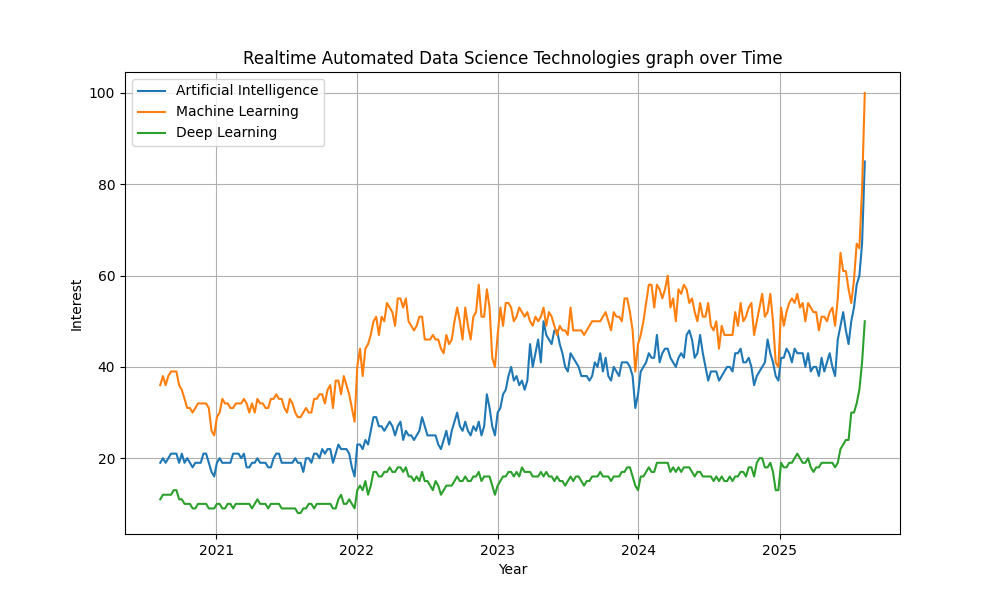 Realtime Automated Data Science Technologies graph over Time
Artificial Intelligence
Machine Learning
Deep Learning
100
80
60
40
20
Interest
2021 2022 2023 2024 2025
Year